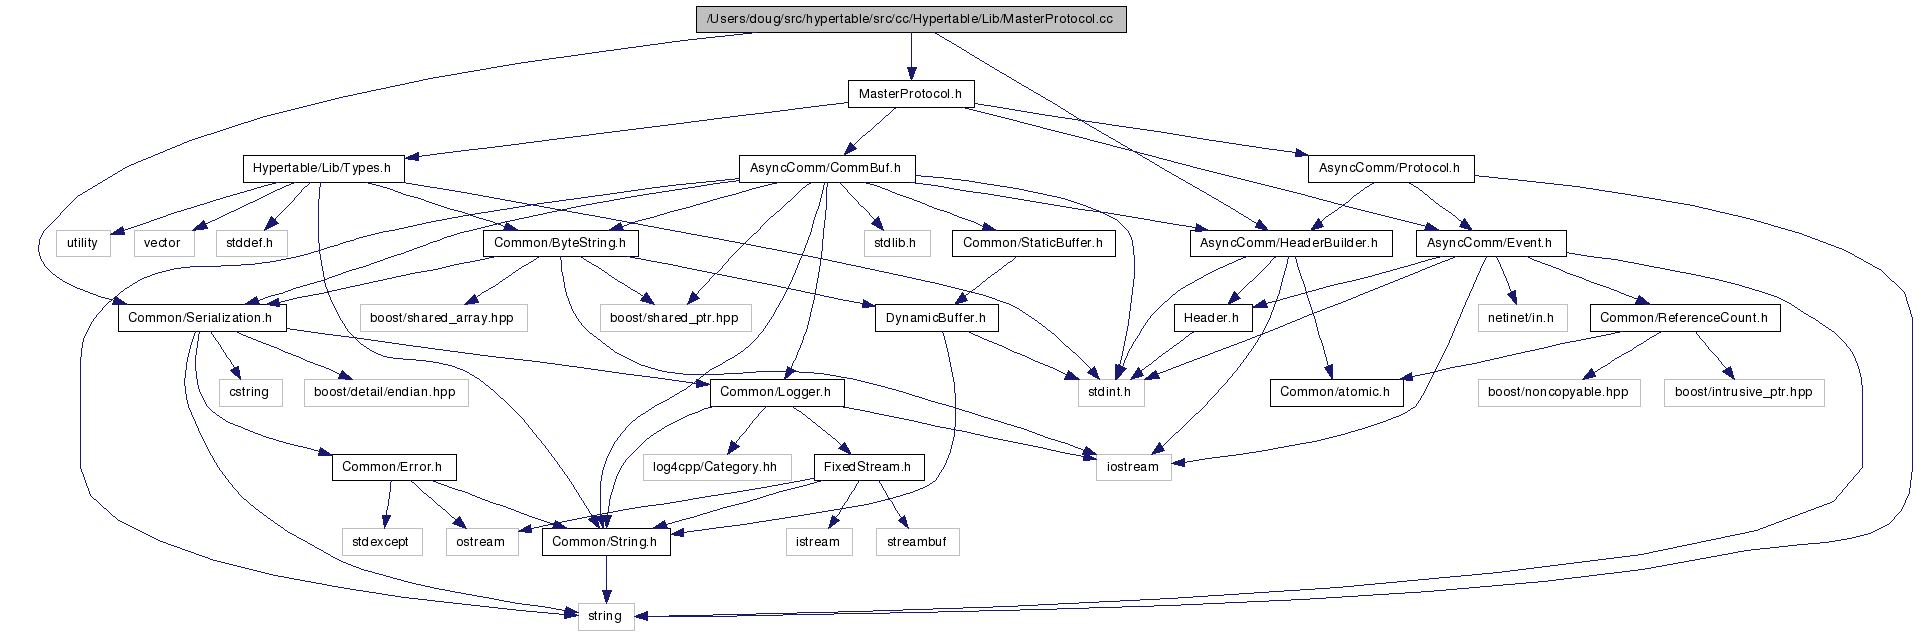 /Users/doug/src/hypertable/src/cc/Hypertable/Lib/MasterProtocol.cc
MasterProtocol.h
Hypertable/Lib/Types.h
AsyncComm/CommBuf.h
AsyncComm/Protocol.h
utility
vector
stddef.h
Common/ByteString.h
stdlib.h
Common/StaticBuffer.h
AsyncComm/HeaderBuilder.h
AsyncComm/Event.h
Common/Serialization.h
boost/shared_array.hpp
boost/shared_ptr.hpp
DynamicBuffer.h
Header.h
netinet/in.h
Common/ReferenceCount.h
cstring
boost/detail/endian.hpp
Common/Logger.h
stdint.h
Common/atomic.h
boost/noncopyable.hpp
boost/intrusive_ptr.hpp
Common/Error.h
log4cpp/Category.hh
FixedStream.h
iostream
stdexcept
ostream
Common/String.h
istream
streambuf
string